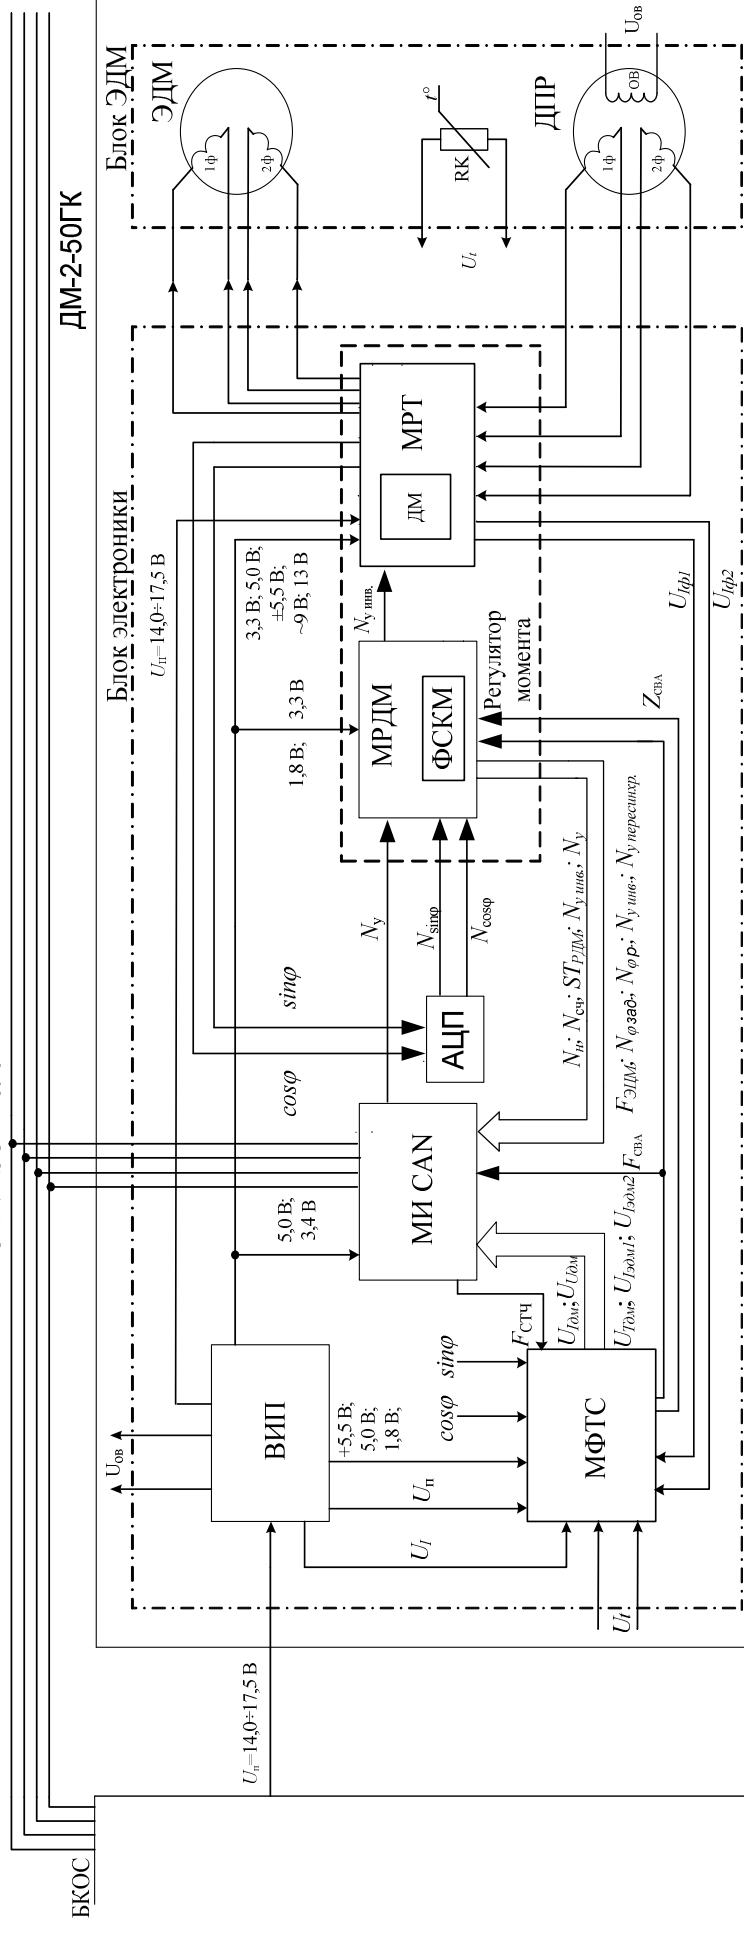 БКОС
ДМ-2-50ГК
Uп=14,0÷17,5 В
Блок электроники
Блок ЭДМ
ЭДМ
1ф
2ф
RK
t°
Ut
ДПР
ОВ
Uов
1ф
2ф
Uов
ВИП
UI
Uп
+5,5 В;
5,0 В;
1,8 В;
Uп=14,0÷17,5 В
5,0 В;
3,4 В
МИ CAN
cosφ
sinφ
АЦП
Nу
Nsinφ
Ncosφ
1,8 В; 3,3 В
МРДМ
ФСКМ
Регулятор
момента
Nу инв.
3,3 В; 5,0 В;
±5,5 В;
~9 В; 13 В
МРТ
ДМ
cosφ
sinφ
FСТЧ
МФТС
Ut
UIдм; UUдм
UТдм; UIэдм1; UIэдм2
FСВА
Nн; Nсч; STРДМ; Nу инв.; Nу
FЭЦМ; Nφзад.; Nφр.; Nу инв.; Nу пересинхр.
ZСВА
UIф1
UIф2